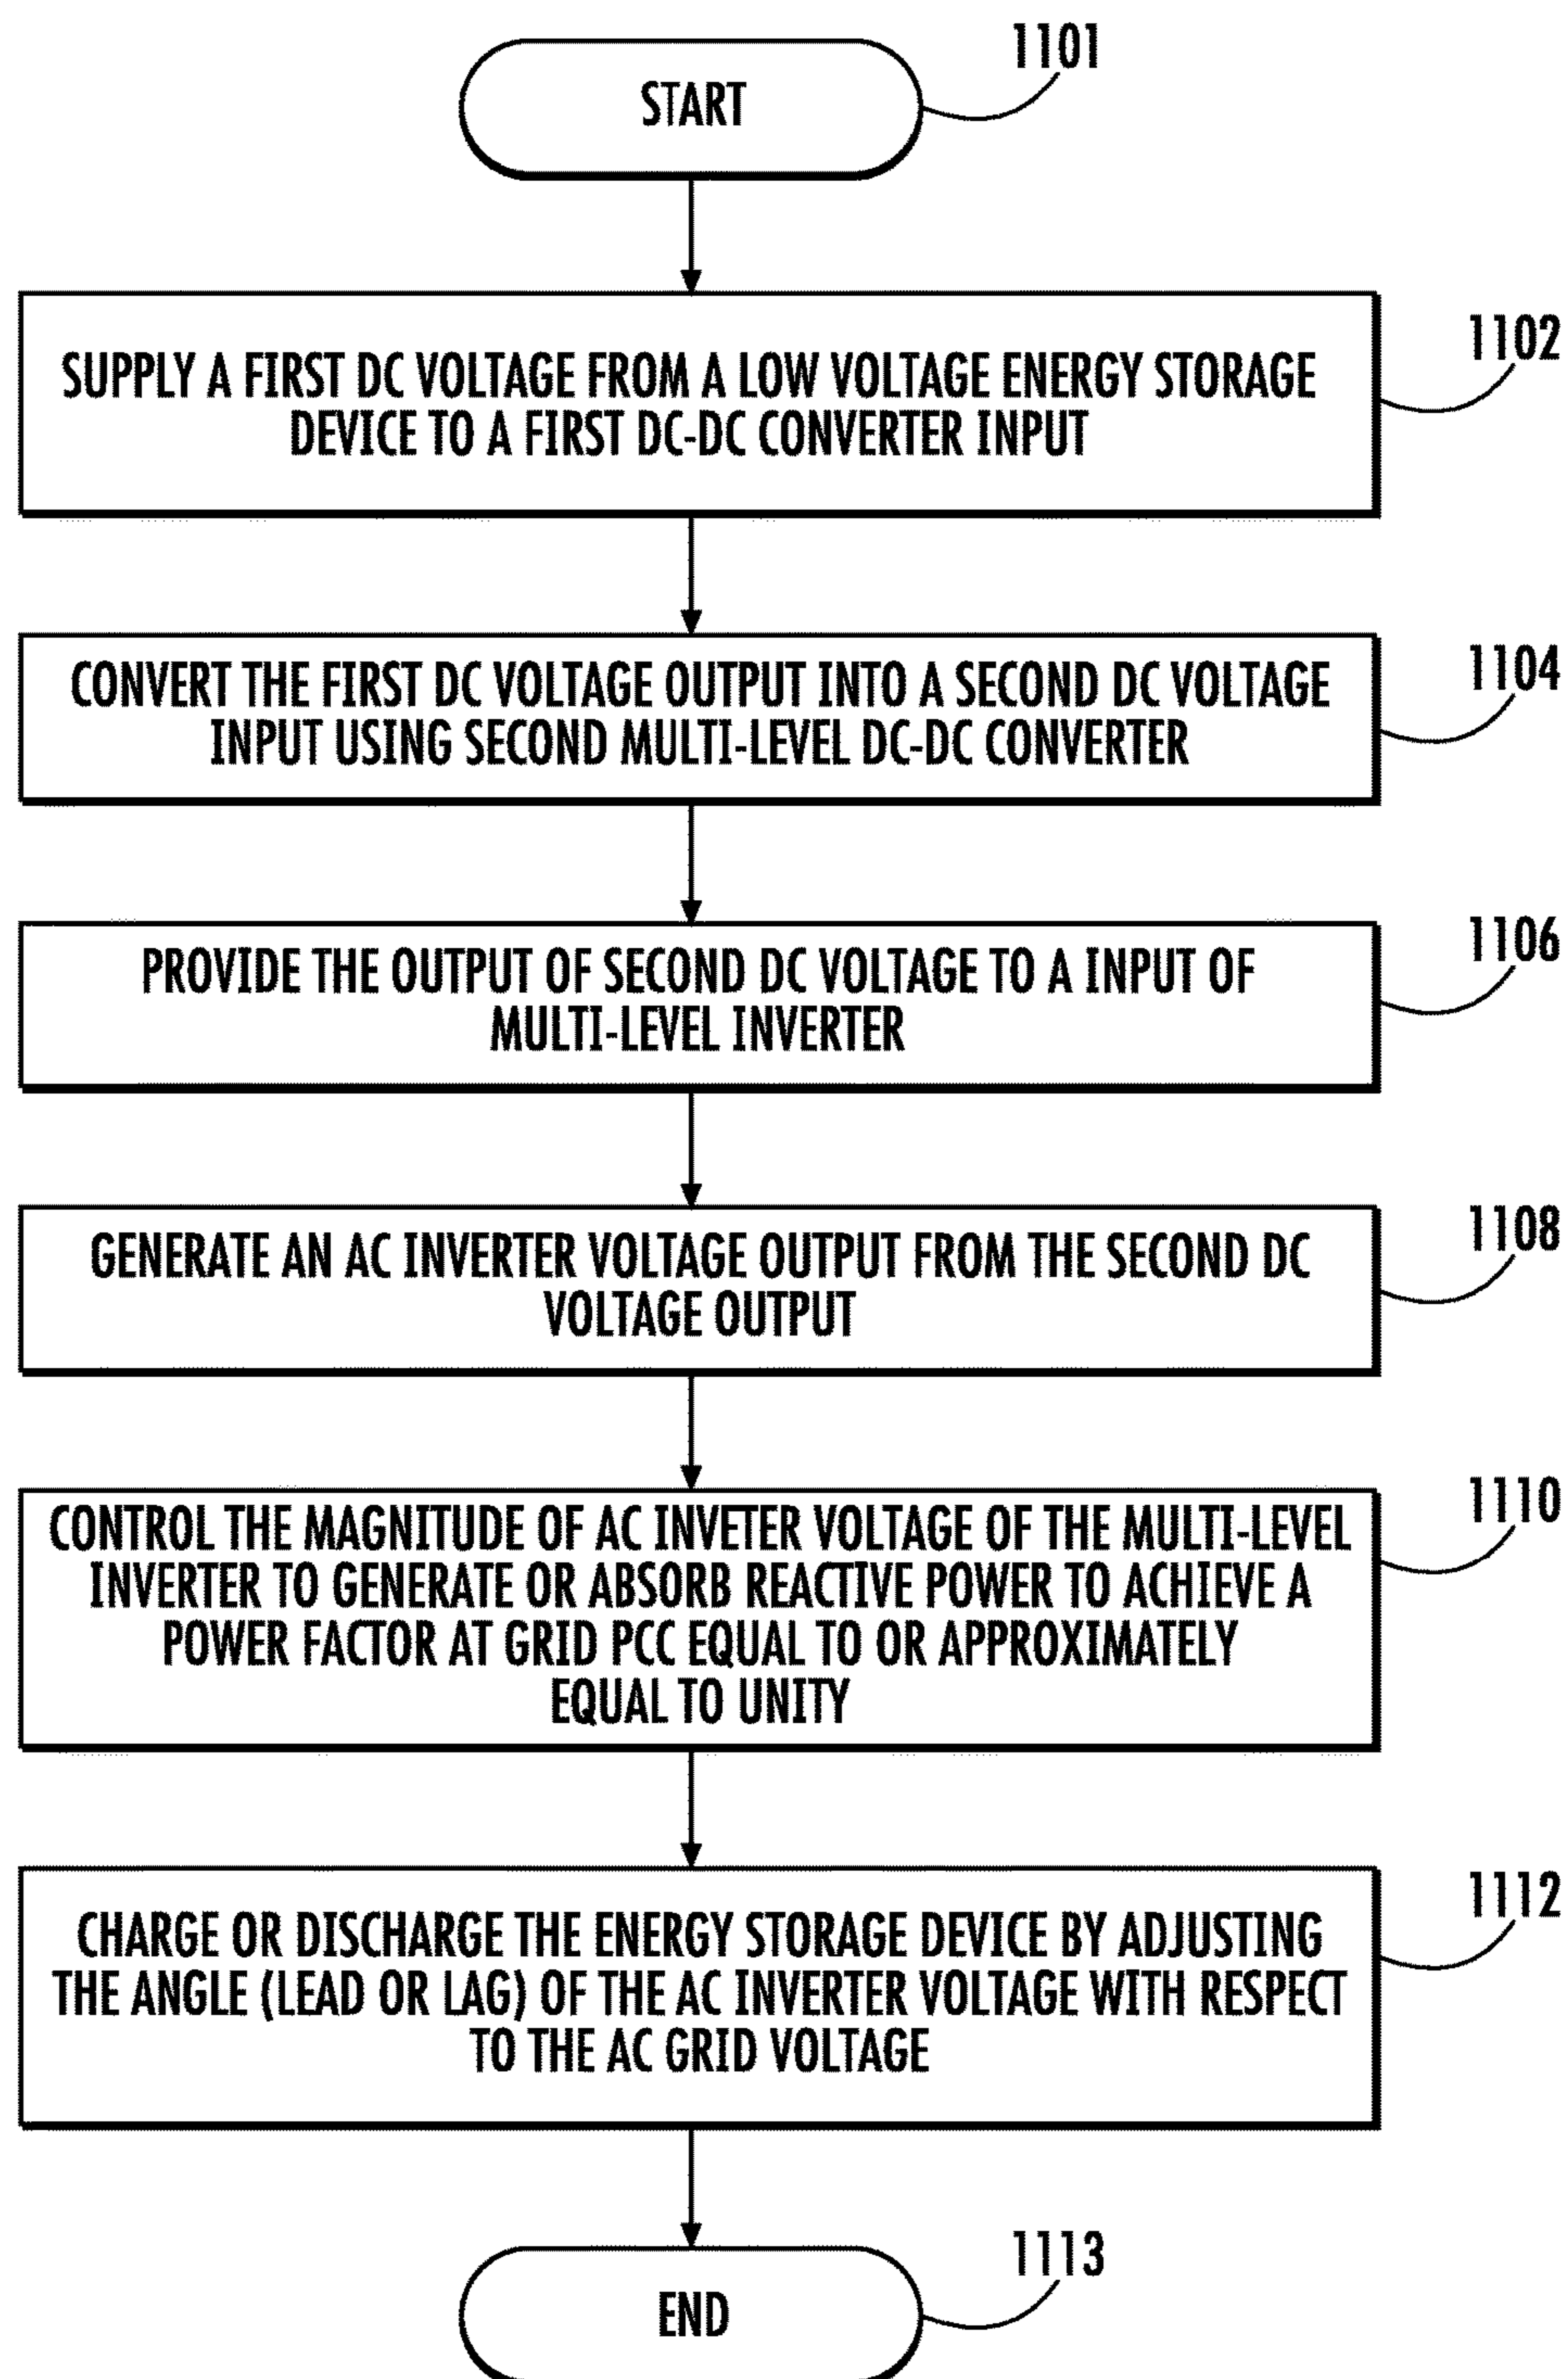 1101
START
1102
SUPPLY A FIRST DC VOLTAGE FROM A LOW VOLTAGE ENERGY STORAGE
DEVICE TO A FIRST DC-DC CONVERTER INPUT
1104
CONVERT THE FIRST DC VOLTAGE OUTPUT INTO A SECOND DC VOLTAGE
INPUT USING SECOND MULTI-LEVEL DC-DC CONVERTER
1106
PROVIDE THE OUTPUT OF SECOND DC VOLTAGE TO A INPUT OF
MULTI-LEVEL INVERTER
1108
GENERATE AN AC INVERTER VOLTAGE OUTPUT FROM THE SECOND DC
VOLTAGE OUTPUT
1110
CONTROL THE MAGNITUDE OF AC INVETER VOLTAGE OF THE MULTI-LEVEL
INVERTER TO GENERATE OR ABSORB REACTIVE POWER TO ACHIEVE A
POWER FACTOR AT GRID PCC EQUAL TO OR APPROXIMATELY
EQUAL TO UNITY
1112
CHARGE OR DISCHARGE THE ENERGY STORAGE DEVICE BY ADJUSTING
THE ANGLE (LEAD OR LAG) OF THE AC INVERTER VOLTAGE WITH RESPECT
TO THE AC GRID VOLTAGE
1113
END